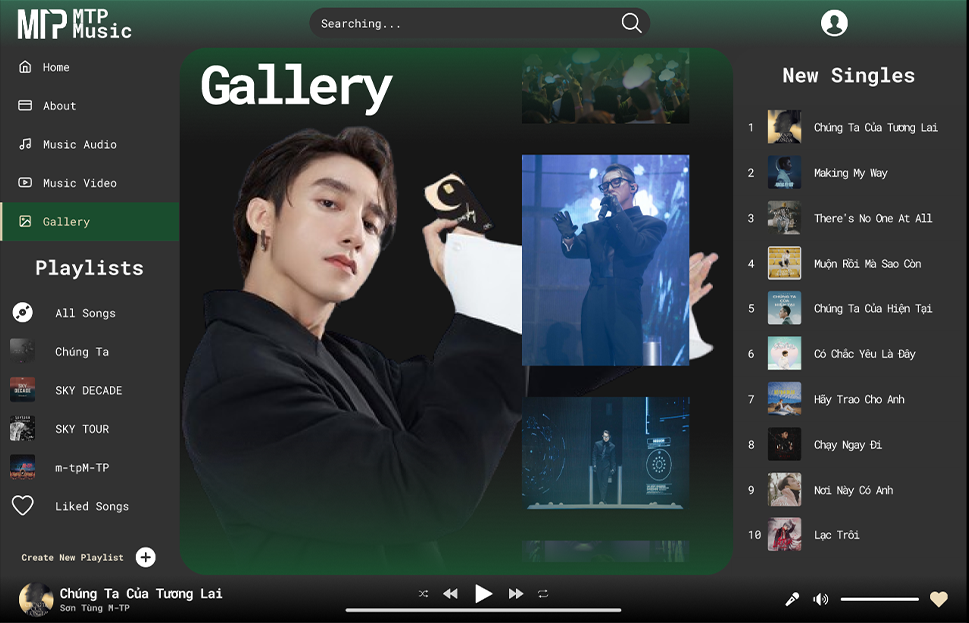 MTP
MTP
Music
Searching...
Home
About
Music Audio
Music Video
Gallery
Playlists
All Songs
Chúng Ta
SKY DECADE
SKY TOUR
m-tpM-TP
Liked Songs
Create New Playlist
Gallery
New Singles
1 Chúng Ta Của Tương Lai
2 Making My Way
3 There's No One At All
4 Muộn Rồi Mà Sao Còn
5 Chúng Ta Của Hiện Tại
6 Có Chắc Yêu Là Đây
7 Hãy Trao Cho Anh
8 Chạy Ngay Đi
9 Nơi Này Có Anh
10 Lạc Trôi
Chúng Ta Của Tương Lai
Sơn Tùng M-TP